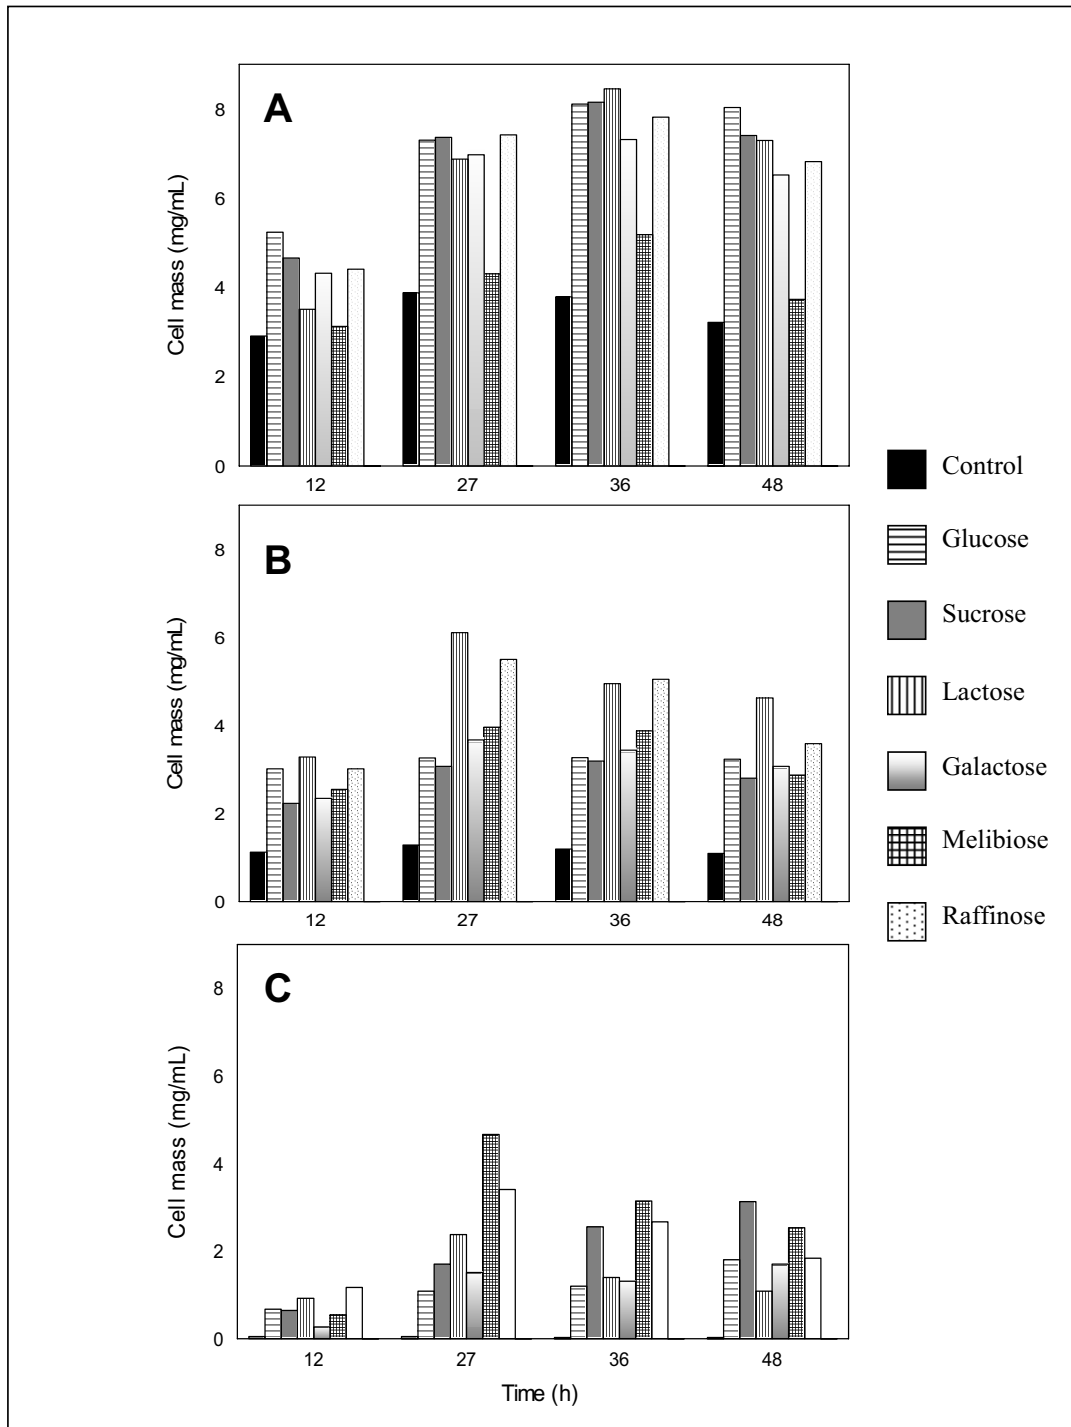 A
Cell mass (mg/mL)
8
6
4
2
0
12 27 36 48
B
Cell mass (mg/mL)
8
6
4
2
0
12 27 36 48
C
Cell mass (mg/mL)
8
6
4
2
0
12 27 36 48
Time (h)
Control
Glucose
Sucrose
Lactose
Galactose
Melibiose
Raffinose